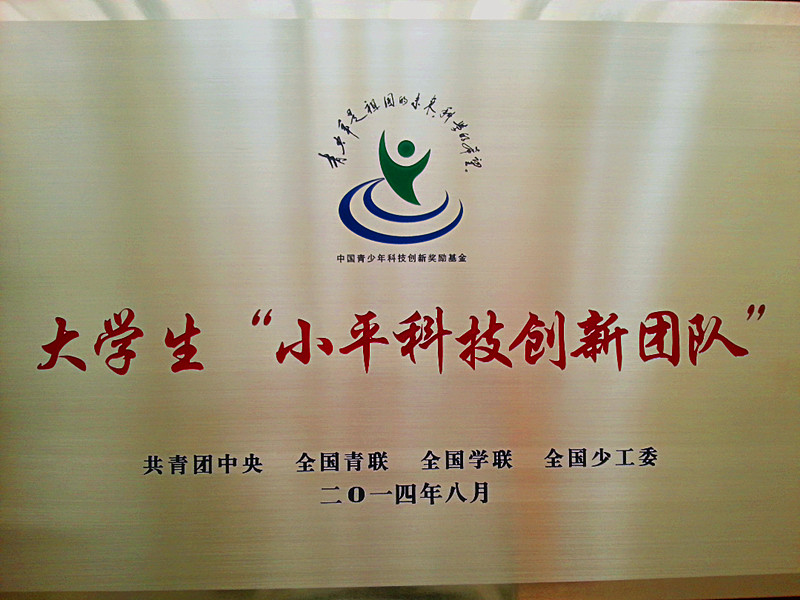 青少年是祖国的未来,科学的希望。
中国青少年科技创新奖励基金
大学生“小平科技创新团队”
共青团中央 全国青联 全国学联 全国少工委
二〇一四年八月